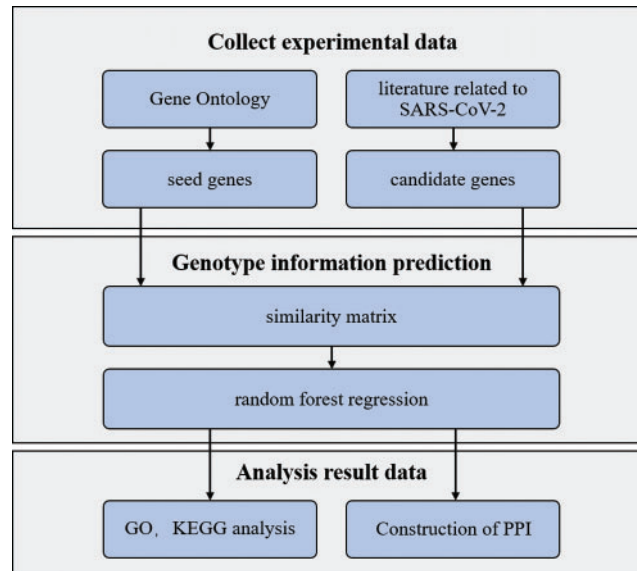 Collect experimental data
Gene Ontology
literature related to
SARS-CoV-2
seed genes
candidate genes
Genotype information prediction
similarity matrix
random forest regression
Analysis result data
GO， KEGG analysis
Construction of PPI